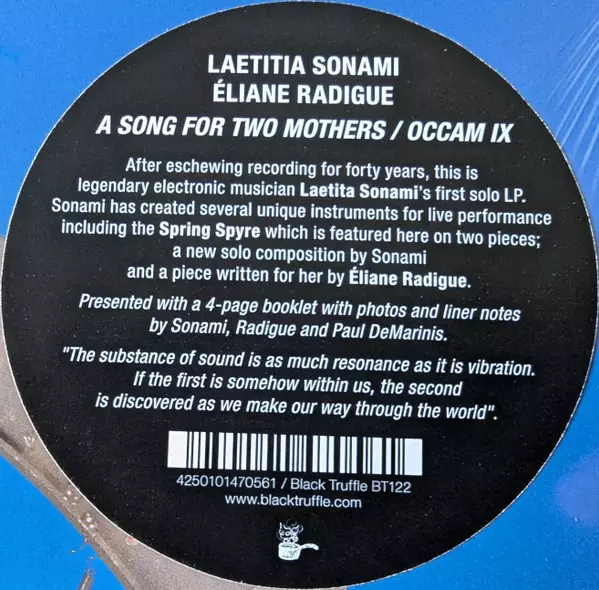 LAETITIA SONAMI
ÉLIANE RADIGUE
A SONG FOR TWO MOTHERS / OCCAM IX
After eschewing recording for forty years, this is
legendary electronic musician Laetita Sonami's first solo LP.
Sonami has created several unique instruments for live performance
including the Spring Spyre which is featured here on two pieces;
a new solo composition by Sonami
and a piece written for her by Éliane Radigue.
Presented with a 4-page booklet with photos and liner notes
by Sonami, Radigue and Paul DeMarinis.
"The substance of sound is as much resonance as it is vibration.
If the first is somehow within us, the second
is discovered as we make our way through the world".
4250101470561 / Black Truffle BT122
www.blacktruffle.com